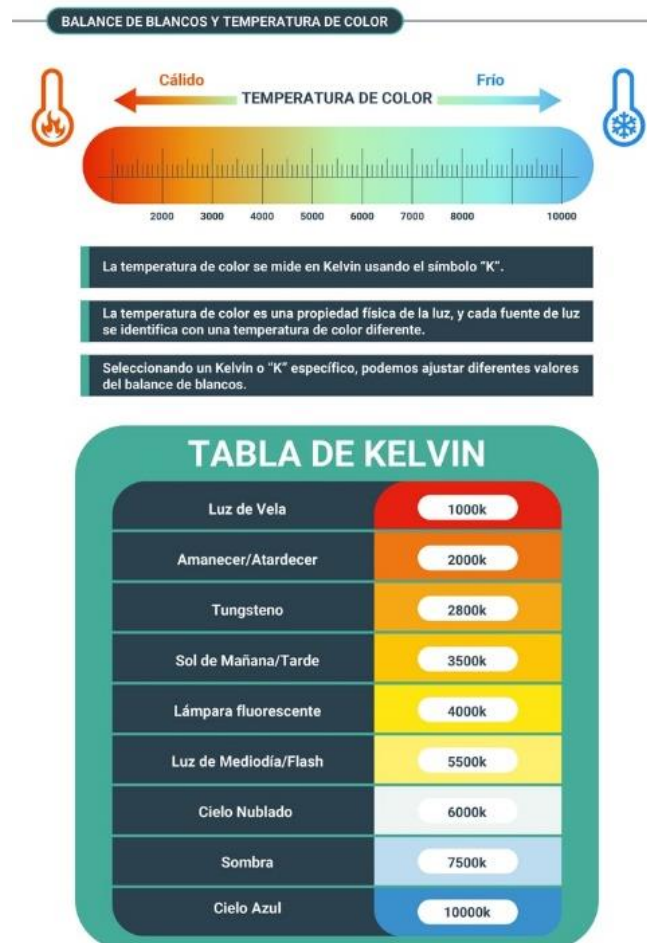 BALANCE DE BLANCOS Y TEMPERATURA DE COLOR
Cálido
Frío
TEMPERATURA DE COLOR
2000 3000 4000 5000 6000 7000 8000 10000
La temperatura de color se mide en Kelvin usando el símbolo "K".
La temperatura de color es una propiedad física de la luz, y cada fuente de luz
se identifica con una temperatura de color diferente.
Seleccionando un Kelvin o "K" específico, podemos ajustar diferentes valores
del balance de blancos.
TABLA DE KELVIN
Luz de Vela 1000k
Amanecer/Atardecer 2000k
Tungsteno 2800k
Sol de Mañana/Tarde 3500k
Lámpara fluorescente 4000k
Luz de Mediodía/Flash 5500k
Cielo Nublado 6000k
Sombra 7500k
Cielo Azul 10000k